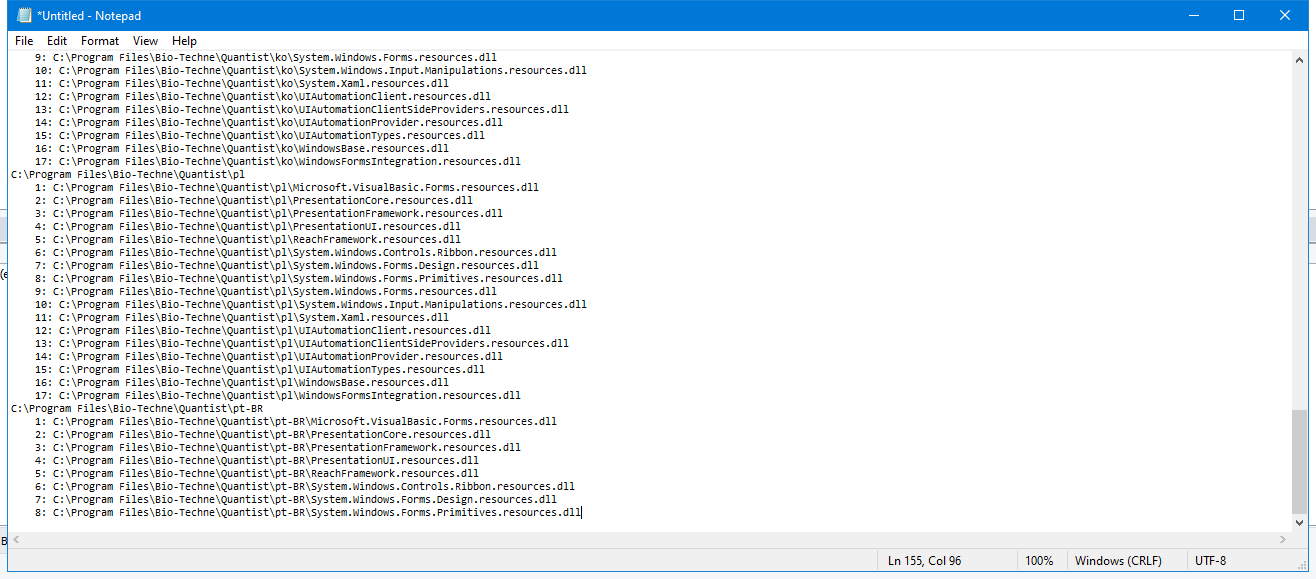 *Untitled - Notepad
File Edit Format View Help
9: C:\Program Files\Bio-Techne\Quantist\ko\System.Windows.Forms.resources.dll
10: C:\Program Files\Bio-Techne\Quantist\ko\System.Windows.Input.Manipulations.resources.dll
11: C:\Program Files\Bio-Techne\Quantist\ko\System.Xaml.resources.dll
12: C:\Program Files\Bio-Techne\Quantist\ko\UIAutomationClient.resources.dll
13: C:\Program Files\Bio-Techne\Quantist\ko\UIAutomationClientSideProviders.resources.dll
14: C:\Program Files\Bio-Techne\Quantist\ko\UIAutomationProvider.resources.dll
15: C:\Program Files\Bio-Techne\Quantist\ko\UIAutomationTypes.resources.dll
16: C:\Program Files\Bio-Techne\Quantist\ko\WindowsBase.resources.dll
17: C:\Program Files\Bio-Techne\Quantist\ko\WindowsFormsIntegration.resources.dll
C:\Program Files\Bio-Techne\Quantist\pl
1: C:\Program Files\Bio-Techne\Quantist\pl\Microsoft.VisualBasic.Forms.resources.dll
2: C:\Program Files\Bio-Techne\Quantist\pl\PresentationCore.resources.dll
3: C:\Program Files\Bio-Techne\Quantist\pl\PresentationFramework.resources.dll
4: C:\Program Files\Bio-Techne\Quantist\pl\PresentationUI.resources.dll
5: C:\Program Files\Bio-Techne\Quantist\pl\ReachFramework.resources.dll
6: C:\Program Files\Bio-Techne\Quantist\pl\System.Windows.Controls.Ribbon.resources.dll
7: C:\Program Files\Bio-Techne\Quantist\pl\System.Windows.Forms.Design.resources.dll
8: C:\Program Files\Bio-Techne\Quantist\pl\System.Windows.Forms.Primitives.resources.dll
9: C:\Program Files\Bio-Techne\Quantist\pl\System.Windows.Forms.resources.dll
10: C:\Program Files\Bio-Techne\Quantist\pl\System.Windows.Input.Manipulations.resources.dll
11: C:\Program Files\Bio-Techne\Quantist\pl\System.Xaml.resources.dll
12: C:\Program Files\Bio-Techne\Quantist\pl\UIAutomationClient.resources.dll
13: C:\Program Files\Bio-Techne\Quantist\pl\UIAutomationClientSideProviders.resources.dll
14: C:\Program Files\Bio-Techne\Quantist\pl\UIAutomationProvider.resources.dll
15: C:\Program Files\Bio-Techne\Quantist\pl\UIAutomationTypes.resources.dll
16: C:\Program Files\Bio-Techne\Quantist\pl\WindowsBase.resources.dll
17: C:\Program Files\Bio-Techne\Quantist\pl\WindowsFormsIntegration.resources.dll
C:\Program Files\Bio-Techne\Quantist\pt-BR
1: C:\Program Files\Bio-Techne\Quantist\pt-BR\Microsoft.VisualBasic.Forms.resources.dll
2: C:\Program Files\Bio-Techne\Quantist\pt-BR\PresentationCore.resources.dll
3: C:\Program Files\Bio-Techne\Quantist\pt-BR\PresentationFramework.resources.dll
4: C:\Program Files\Bio-Techne\Quantist\pt-BR\PresentationUI.resources.dll
5: C:\Program Files\Bio-Techne\Quantist\pt-BR\ReachFramework.resources.dll
6: C:\Program Files\Bio-Techne\Quantist\pt-BR\System.Windows.Controls.Ribbon.resources.dll
7: C:\Program Files\Bio-Techne\Quantist\pt-BR\System.Windows.Forms.Design.resources.dll
8: C:\Program Files\Bio-Techne\Quantist\pt-BR\System.Windows.Forms.Primitives.resources.dll
Ln 155, Col 96 100% Windows (CRLF) UTF-8